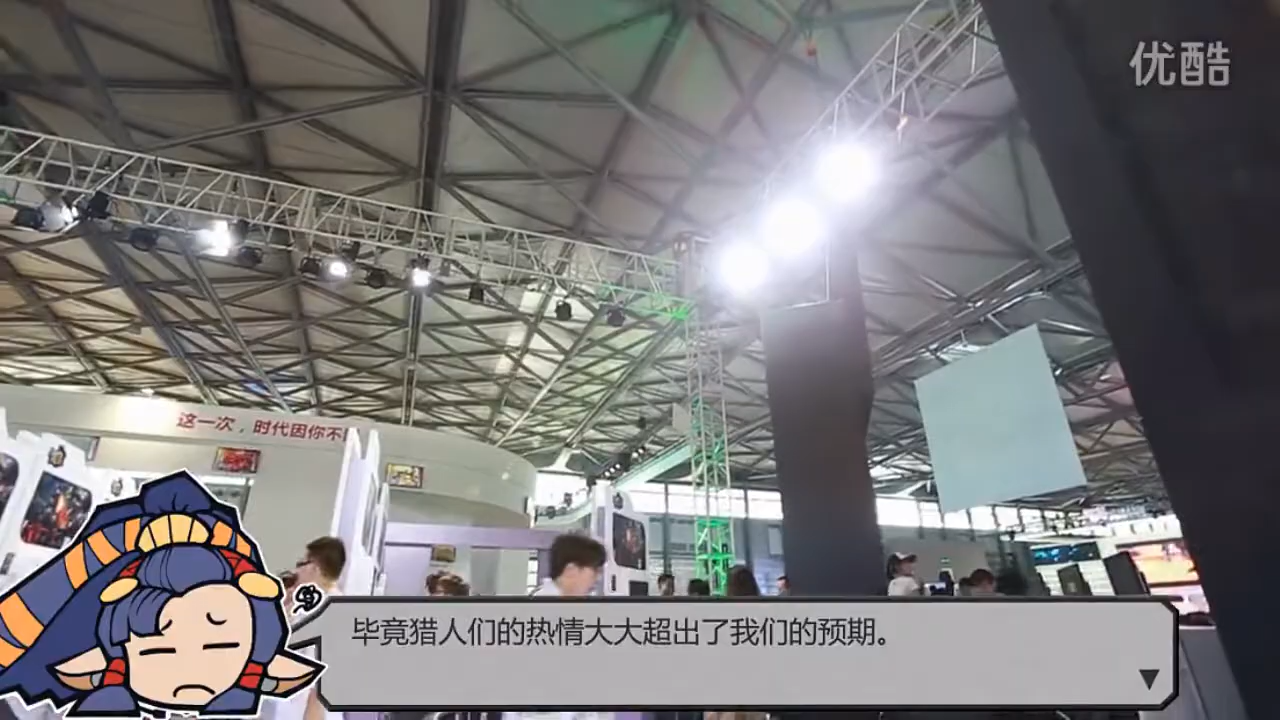 优酷
这一次，时代因你不
毕竟猎人们的热情大大超出了我们的预期。